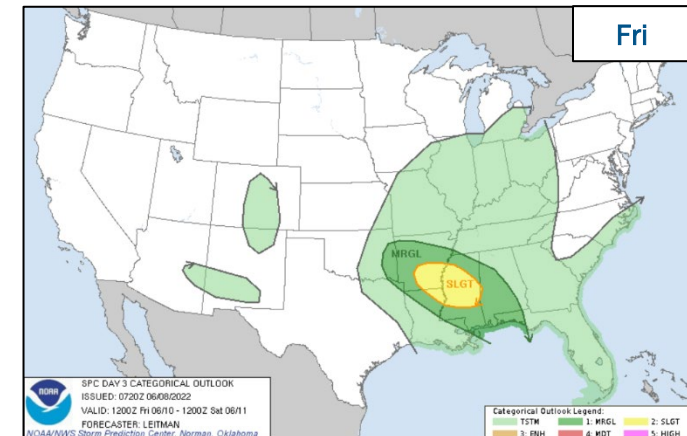 Fri
MRGL
SLGT
NOAA
SPC DAY 3 CATEGORICAL OUTLOOK
ISSUED: 0720Z 06/08/2022
VALID: 1200Z Fri 06/10 - 1200Z Sat 06/11
FORECASTER: LEITMAN
NOAA/NWS Storm Prediction Center, Norman, Oklahoma
Categorical Outlook Legend:
TSTM 1: MRGL 2: SLGT
3: ENH 4: MDT 5: HIGH